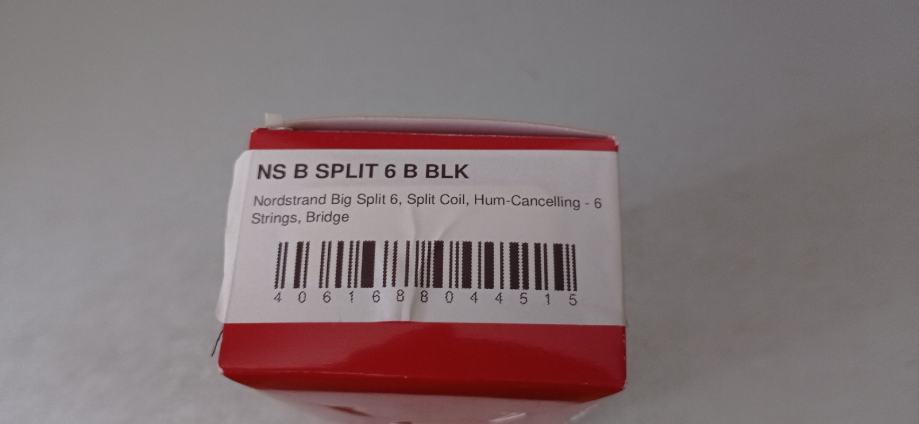 NS B SPLIT 6 B BLK
Nordstrand Big Split 6, Split Coil, Hum-Cancelling - 6
Strings, Bridge
4061688044515